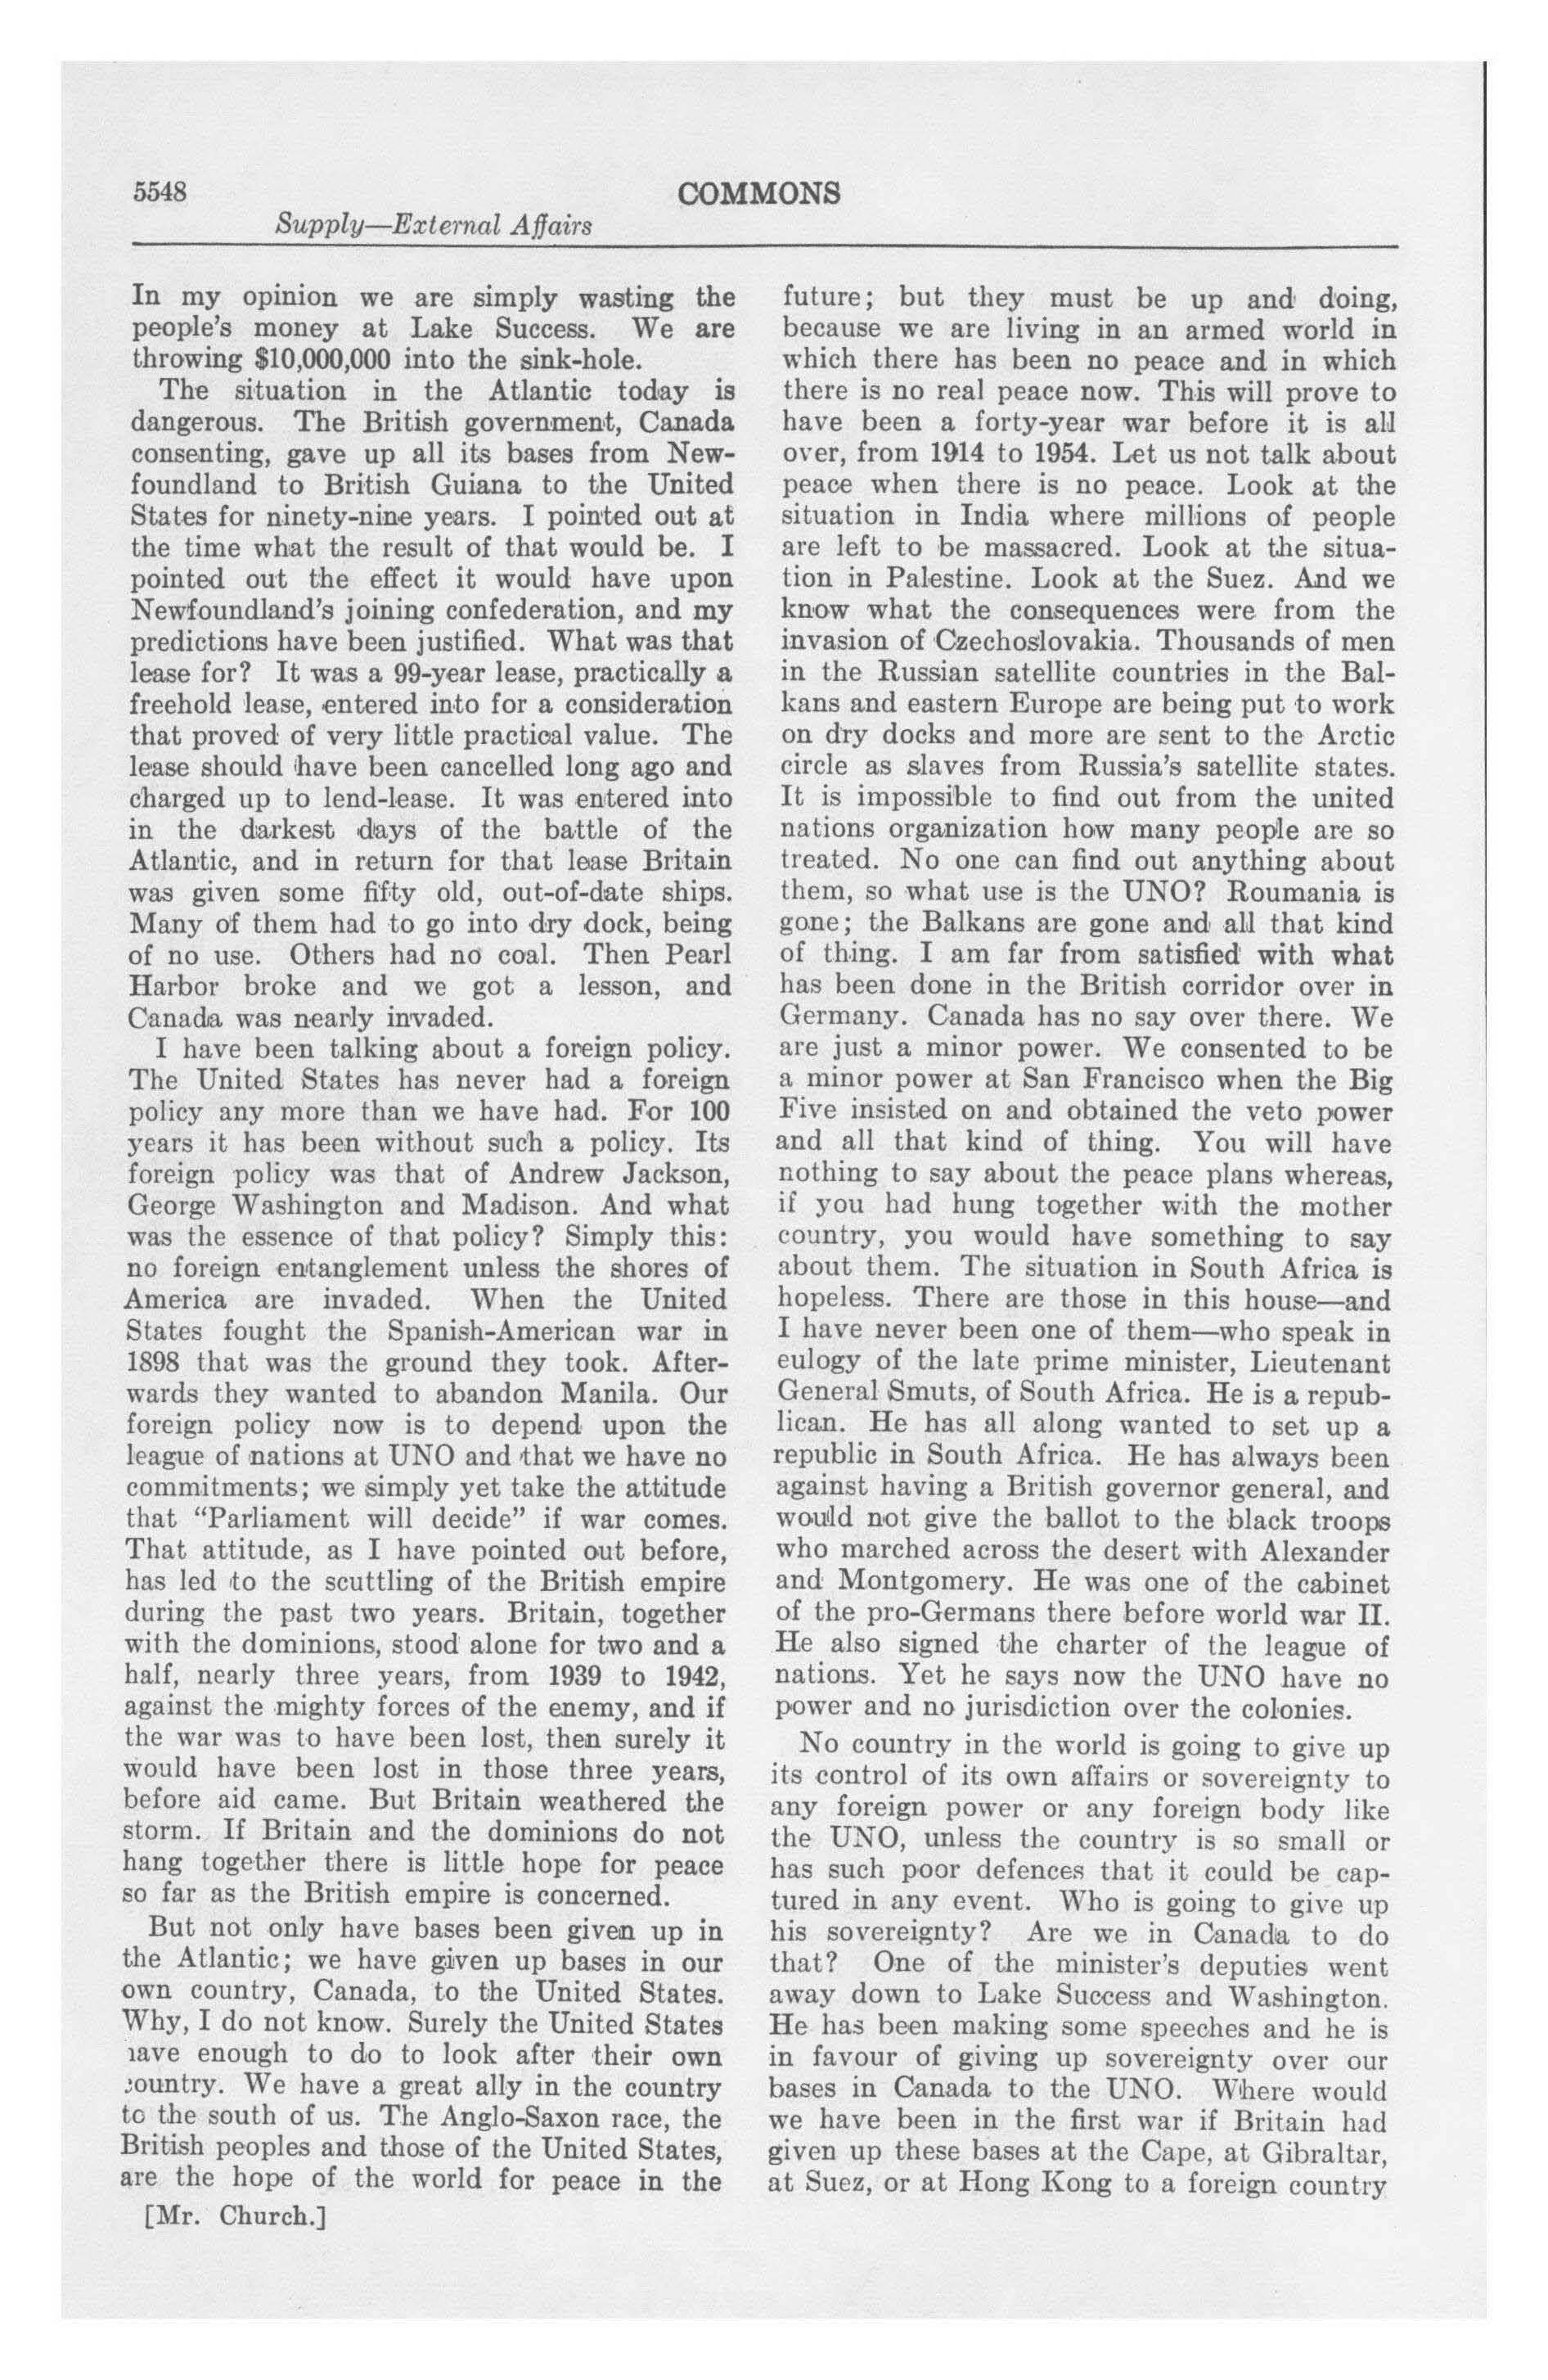 5548
COMMONS
Supply—External Affairs
In my opinion we are simply wasting the
people's money at Lake Success. We are
throwing $10,000,000 into the sink-hole.
The situation in the Atlantic today is
dangerous. The British government, Canada
consenting, gave up all its bases from New-
foundland to British Guiana to the United
States for ninety-nine years. I pointed out at
the time what the result of that would be. I
pointed out the effect it would have upon
Newfoundland's joining confederation, and my
predictions have been justified. What was that
lease for? It was a 99-year lease, practically a
freehold lease, entered into for a consideration
that proved of very little practical value. The
lease should have been cancelled long ago and
charged up to lend-lease. It was entered into
in the darkest days of the battle of the
Atlantic, and in return for that lease Britain
was given some fifty old, out-of-date ships.
Many of them had to go into dry dock, being
of no use. Others had no coal. Then Pearl
Harbor broke and we got a lesson, and
Canada was nearly invaded.
I have been talking about a foreign policy.
The United States has never had a foreign
policy any more than we have had. For 100
years it has been without such a policy. Its
foreign policy was that of Andrew Jackson,
George Washington and Madison. And what
was the essence of that policy? Simply this:
no foreign entanglement unless the shores of
America are invaded. When the United
States fought the Spanish-American war in
1898 that was the ground they took. After-
wards they wanted to abandon Manila. Our
foreign policy now is to depend upon the
league of nations at UNO and that we have no
commitments; we simply yet take the attitude
that "Parliament will decide" if war comes.
That attitude, as I have pointed out before,
has led to the scuttling of the British empire
during the past two years. Britain, together
with the dominions, stood alone for two and a
half, nearly three years, from 1939 to 1942,
against the mighty forces of the enemy, and if
the war was to have been lost, then surely it
would have been lost in those three years,
before aid came. But Britain weathered the
storm. If Britain and the dominions do not
hang together there is little hope for peace
so far as the British empire is concerned.
But not only have bases been given up in
the Atlantic; we have given up bases in our
own country, Canada, to the United States.
Why, I do not know. Surely the United States
have enough to do to look after their own
country. We have a great ally in the country
to the south of us. The Anglo-Saxon race, the
British peoples and those of the United States,
are the hope of the world for peace in the
[Mr. Church.]
future; but they must be up and doing,
because we are living in an armed world in
which there has been no peace and in which
there is no real peace now. This will prove to
have been a forty-year war before it is all
over, from 1914 to 1954. Let us not talk about
peace when there is no peace. Look at the
situation in India where millions of people
are left to be massacred. Look at the situa-
tion in Palestine. Look at the Suez. And we
know what the consequences were from the
invasion of Czechoslovakia. Thousands of men
in the Russian satellite countries in the Bal-
kans and eastern Europe are being put to work
on dry docks and more are sent to the Arctic
circle as slaves from Russia's satellite states.
It is impossible to find out from the united
nations organization how many people are so
treated. No one can find out anything about
them, so what use is the UNO? Roumania is
gone; the Balkans are gone and all that kind
of thing. I am far from satisfied with what
has been done in the British corridor over in
Germany. Canada has no say over there. We
are just a minor power. We consented to be
a minor power at San Francisco when the Big
Five insisted on and obtained the veto power
and all that kind of thing. You will have
nothing to say about the peace plans whereas,
if you had hung together with the mother
country, you would have something to say
about them. The situation in South Africa is
hopeless. There are those in this house—and
I have never been one of them—who speak in
eulogy of the late prime minister, Lieutenant
General Smuts, of South Africa. He is a repub-
lican. He has all along wanted to set up a
republic in South Africa. He has always been
against having a British governor general, and
would not give the ballot to the black troops
who marched across the desert with Alexander
and Montgomery. He was one of the cabinet
of the pro-Germans there before world war II.
He also signed the charter of the league of
nations. Yet he says now the UNO have no
power and no jurisdiction over the colonies.
No country in the world is going to give up
its control of its own affairs or sovereignty to
any foreign power or any foreign body like
the UNO, unless the country is so small or
has such poor defences that it could be cap-
tured in any event. Who is going to give up
his sovereignty? Are we in Canada to do
that? One of the minister's deputies went
away down to Lake Success and Washington.
He has been making some speeches and he is
in favour of giving up sovereignty over our
bases in Canada to the UNO. Where would
we have been in the first war if Britain had
given up these bases at the Cape, at Gibraltar,
at Suez, or at Hong Kong to a foreign country